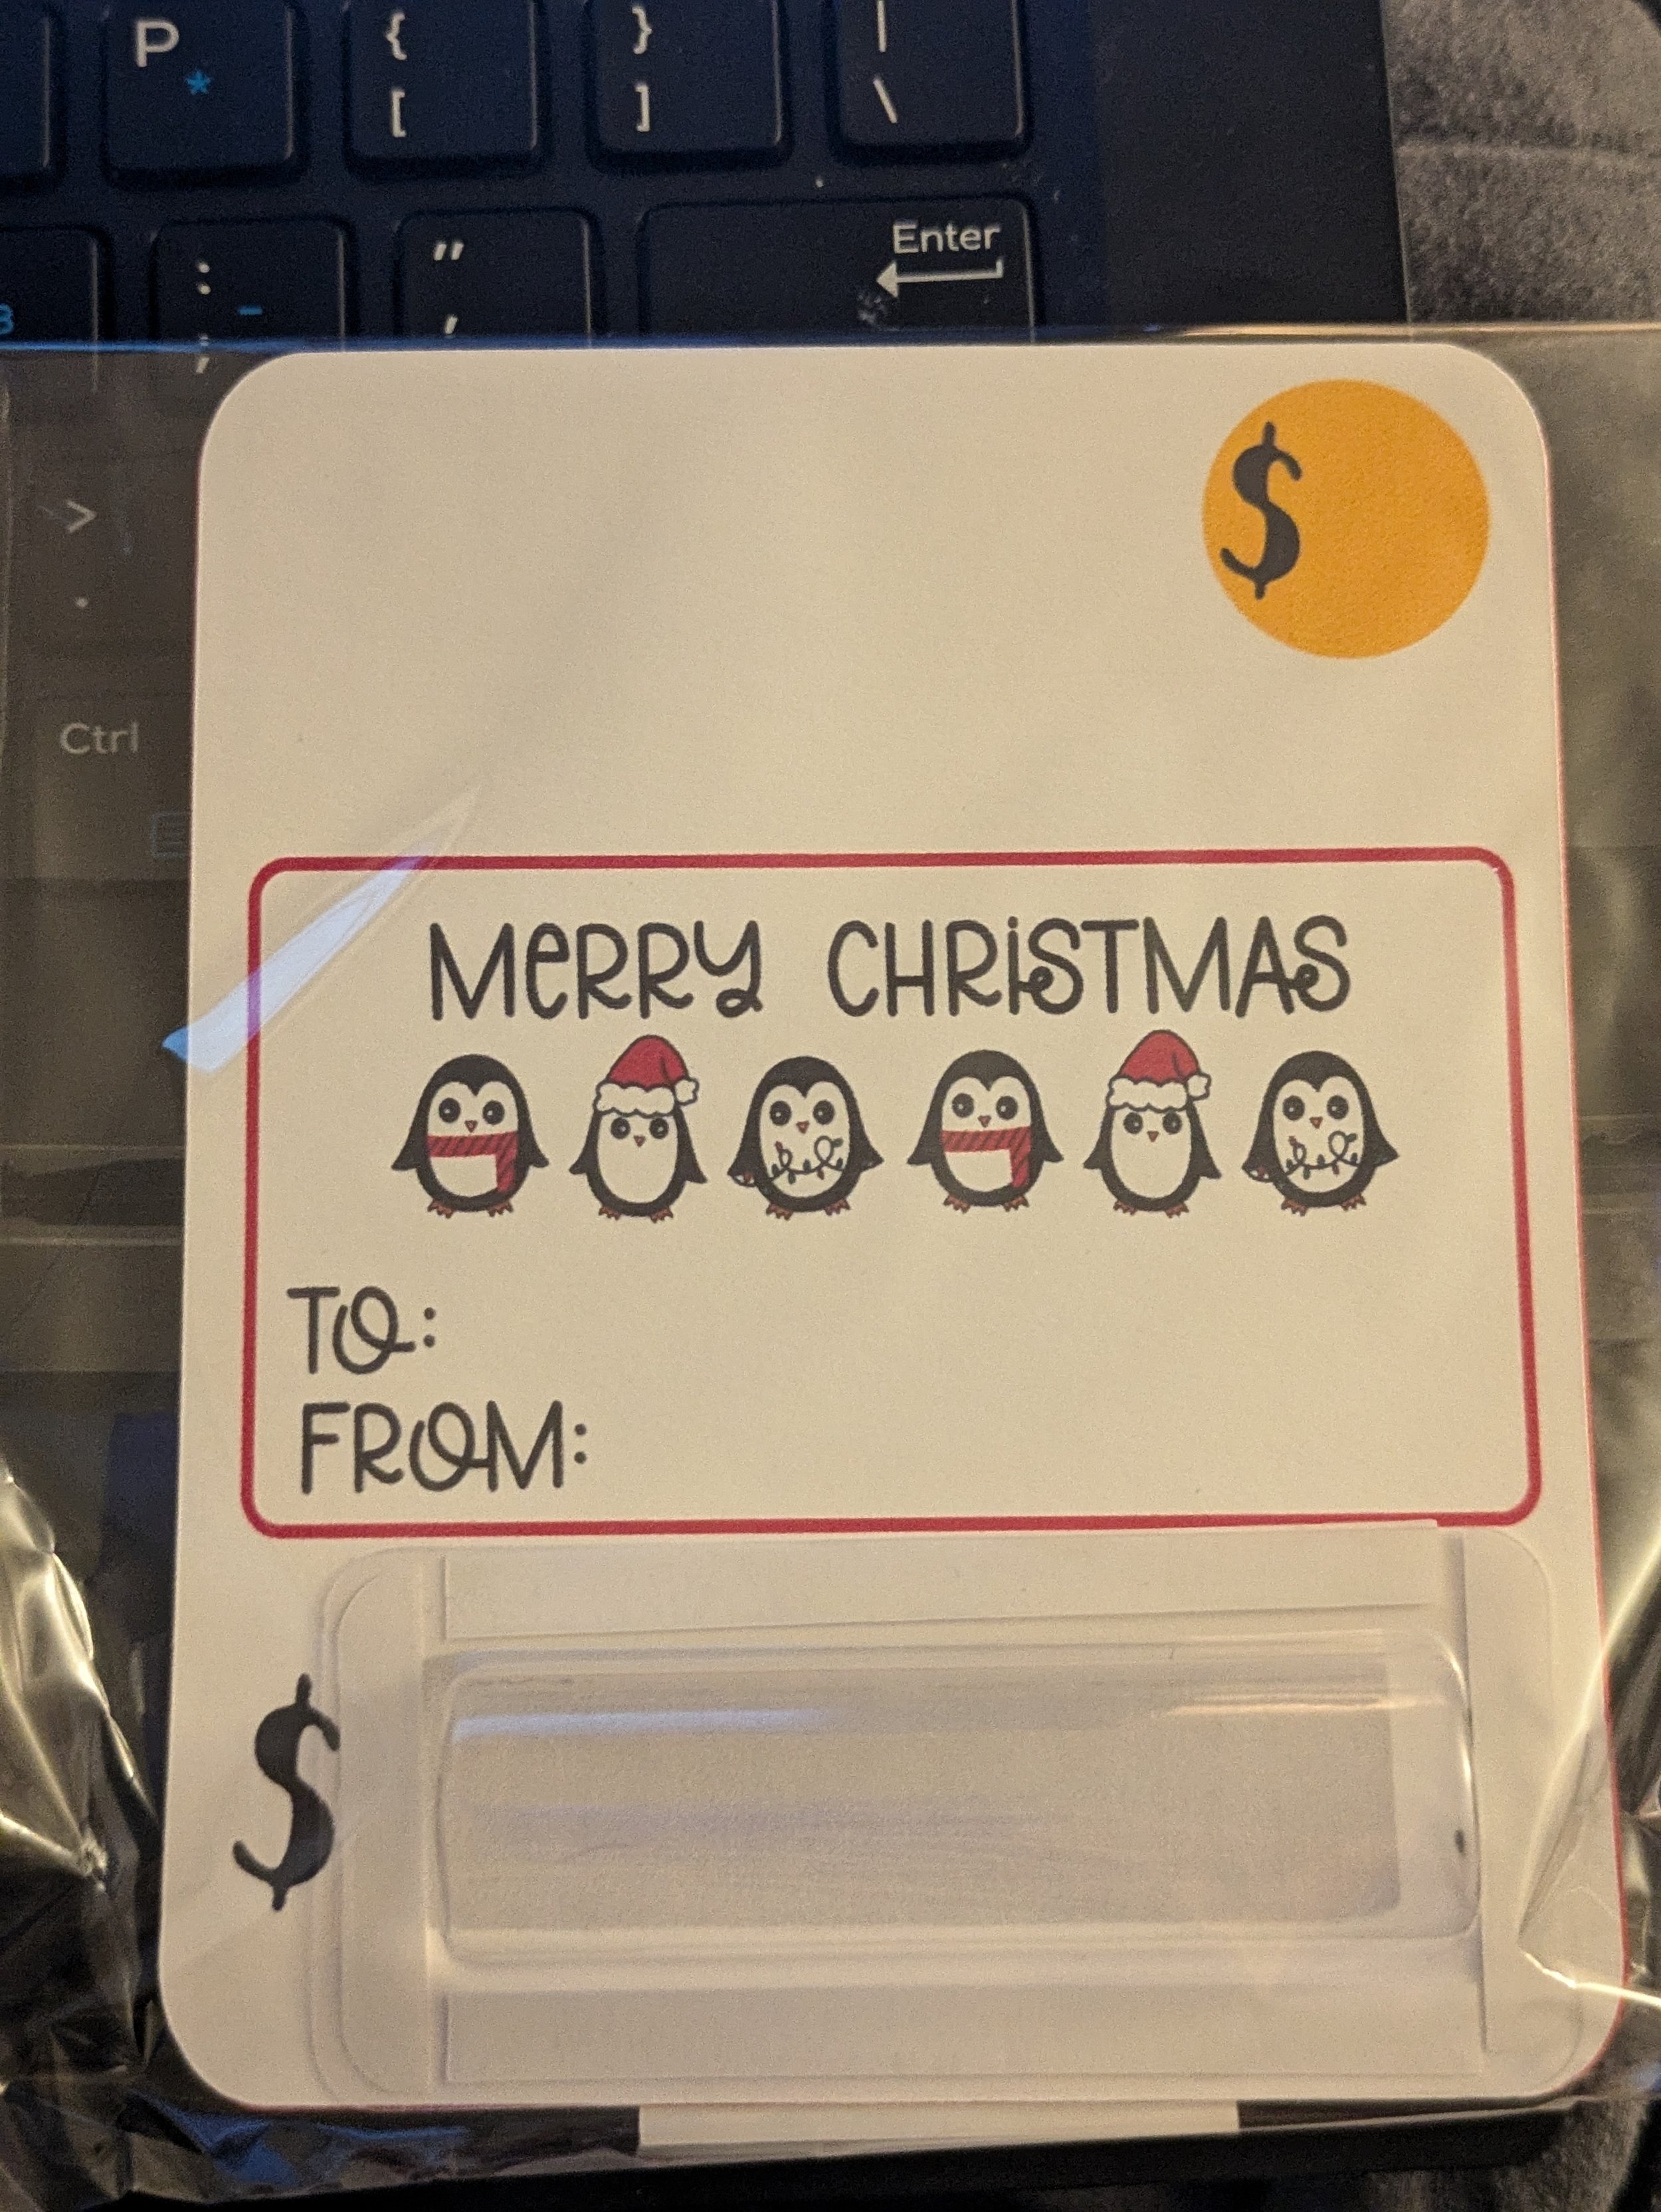 P *
{ [
} ]
| \
: ; -
" '
Enter
>
.
Ctrl
$
MERRY CHRISTMAS
TO:
FROM:
$